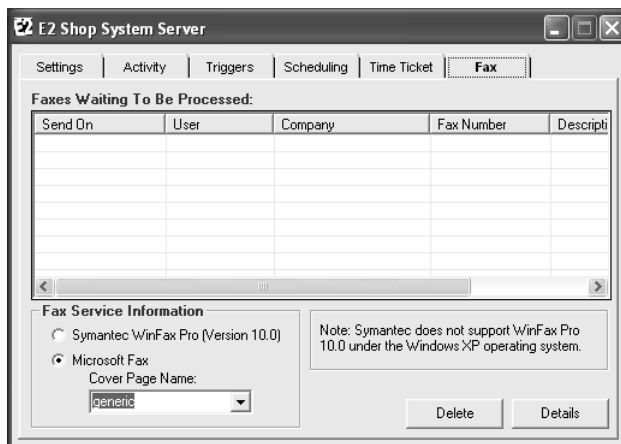 E2 E2 Shop System Server
Settings Activity Triggers Scheduling Time Ticket Fax
Faxes Waiting To Be Processed:
Send On User Company Fax Number Descripti
Fax Service Information
Symantec WinFax Pro (Version 10.0)
Microsoft Fax
Cover Page Name:
generic
Note: Symantec does not support WinFax Pro
10.0 under the Windows XP operating system.
Delete Details